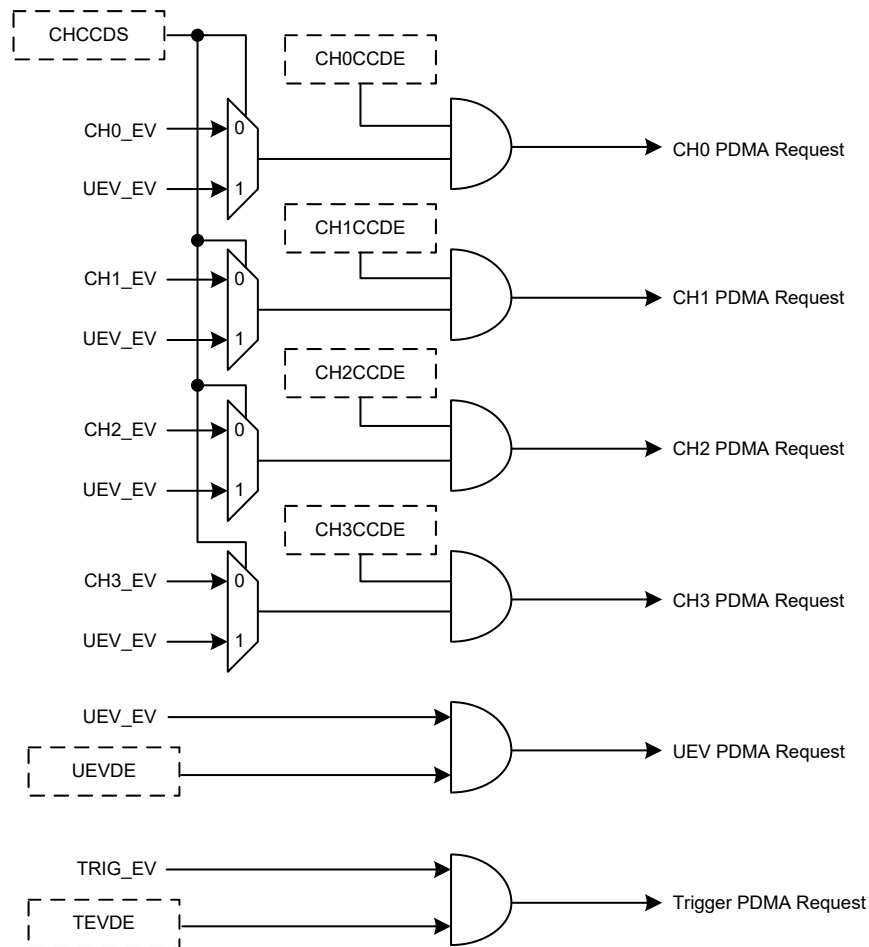 CHCCDS
CH0CCDE
CH0_EV
0
UEV_EV
1
CH0 PDMA Request
CH1CCDE
CH1_EV
0
UEV_EV
1
CH1 PDMA Request
CH2CCDE
CH2_EV
0
UEV_EV
1
CH2 PDMA Request
CH3CCDE
CH3_EV
0
UEV_EV
1
CH3 PDMA Request
UEV_EV
UEVDE
UEV PDMA Request
TRIG_EV
TEVDE
Trigger PDMA Request